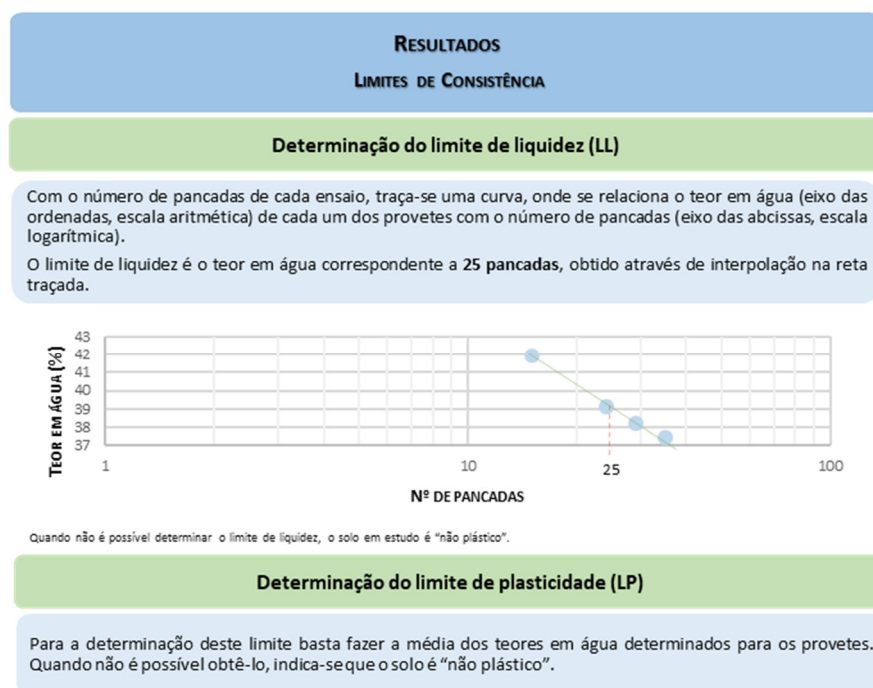 RESULTADOS
LIMITES DE CONSISTÊNCIA
Determinação do limite de liquidez (LL)
Com o número de pancadas de cada ensaio, traça-se uma curva, onde se relaciona o teor em água (eixo das
ordenadas, escala aritmética) de cada um dos provetes com o número de pancadas (eixo das abcissas, escala
logarítmica).
O limite de liquidez é o teor em água correspondente a 25 pancadas, obtido através de interpolação na reta
traçada.
TEOR EM ÁGUA (%)
43
42
41
40
39
38
37
1 10 25 100
Nº DE PANCADAS
Quando não é possível determinar o limite de liquidez, o solo em estudo é “não plástico”.
Determinação do limite de plasticidade (LP)
Para a determinação deste limite basta fazer a média dos teores em água determinados para os provetes.
Quando não é possível obtê-lo, indica-se que o solo é “não plástico”.